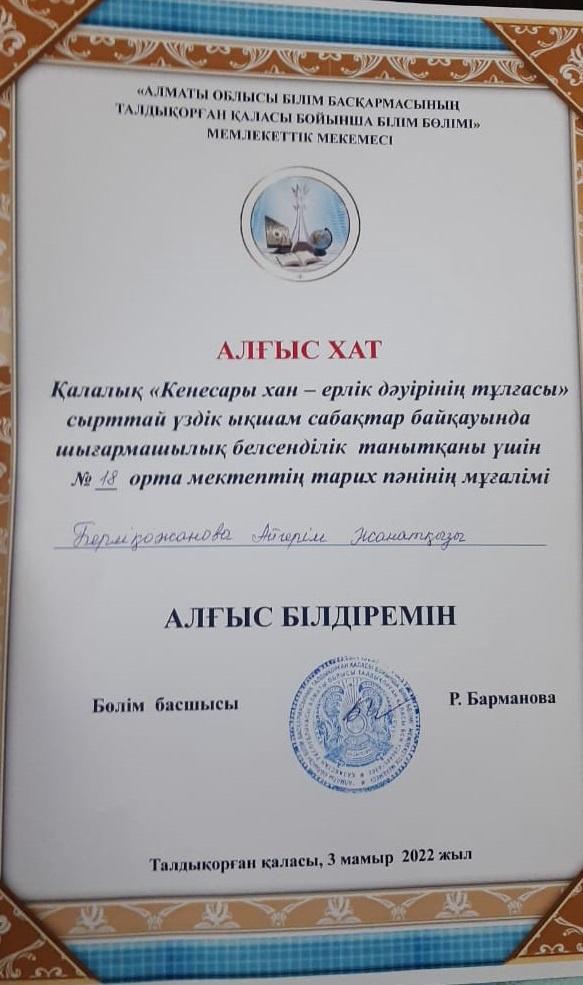 «АЛМАТЫ ОБЛЫСЫ БІЛІМ БАСҚАРМАСЫНЫҢ
ТАЛДЫҚОРҒАН ҚАЛАСЫ БОЙЫНША БІЛІМ БӨЛІМІ»
МЕМЛЕКЕТТІК МЕКЕМЕСІ
АЛҒЫС ХАТ
Қалалық «Кенесары хан – ерлік дәуірінің тұлғасы»
сырттай үздік ықшам сабақтар байқауында
шығармашылық белсенділік танытқаны үшін
№ 18 орта мектептің тарих пәнінің мұғалімі
Берліқожанова Айгерім Жанатқызы
АЛҒЫС БІЛДІРЕМІН
Бөлім басшысы
Р. Барманова
Талдықорған қаласы, 3 мамыр 2022 жыл